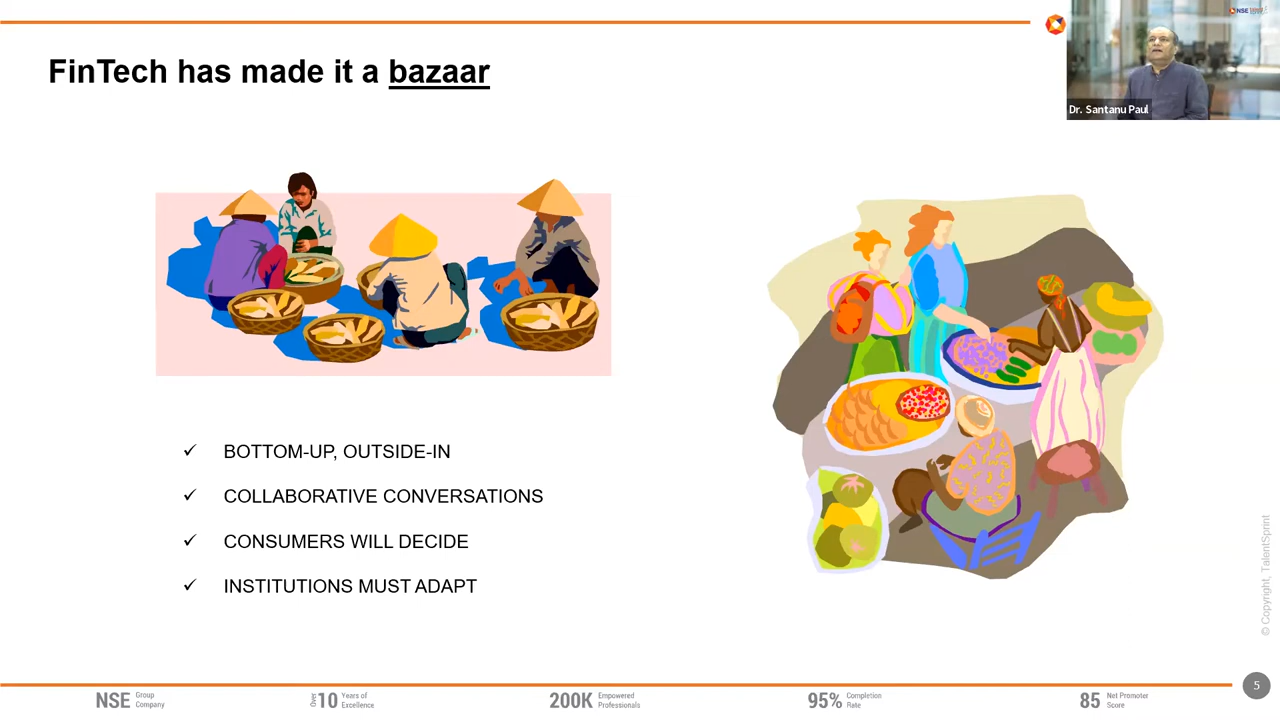 FinTech has made it a bazaar
NSE
Dr. Santanu Paul
BOTTOM-UP, OUTSIDE-IN
COLLABORATIVE CONVERSATIONS
CONSUMERS WILL DECIDE
INSTITUTIONS MUST ADAPT
© Copyright, TalentSprint
5
NSE Group Company
Over 10 Years of Excellence
200K Empowered Professionals
95% Completion Rate
85 Net Promoter Score